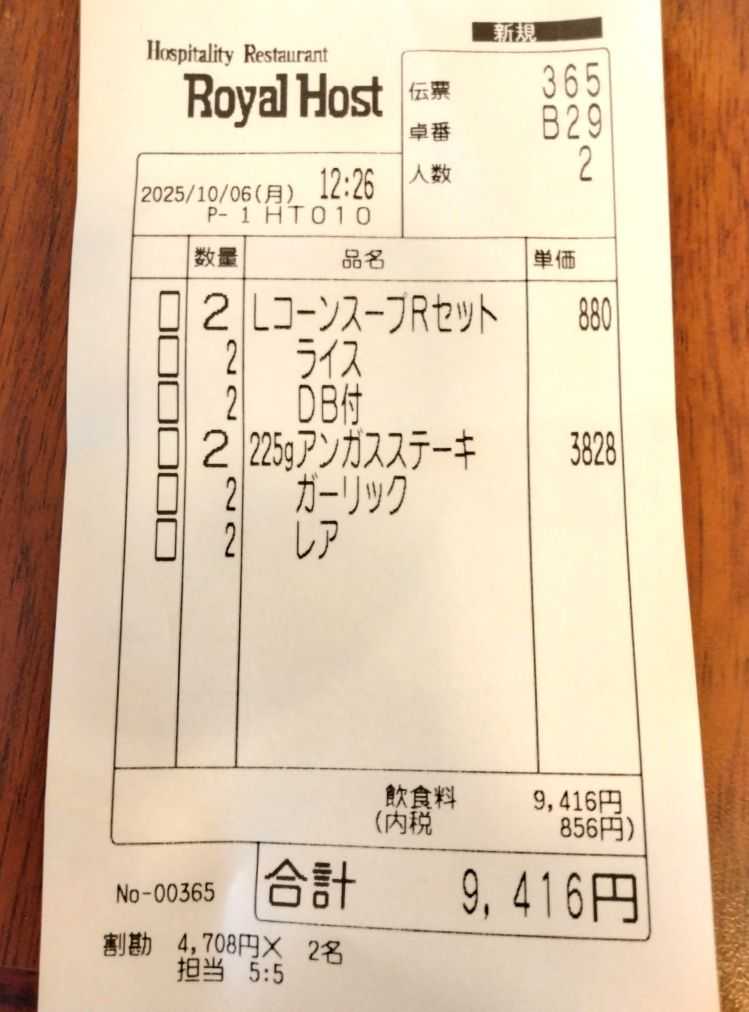 新規
Hospitality Restaurant
Royal Host
伝票 365
卓番 B29
人数 2
2025/10/06(月) 12:26
P- 1 HT010
数量 品名 単価
2 LコーンスープRセット 880
2 ライス
2 DB付
2 225gアンガスステーキ 3828
2 ガーリック
2 レア
飲食料 9,416円
(内税 856円)
合計 9,416円
No-00365
割勘 4,708円× 2名
担当 5:5